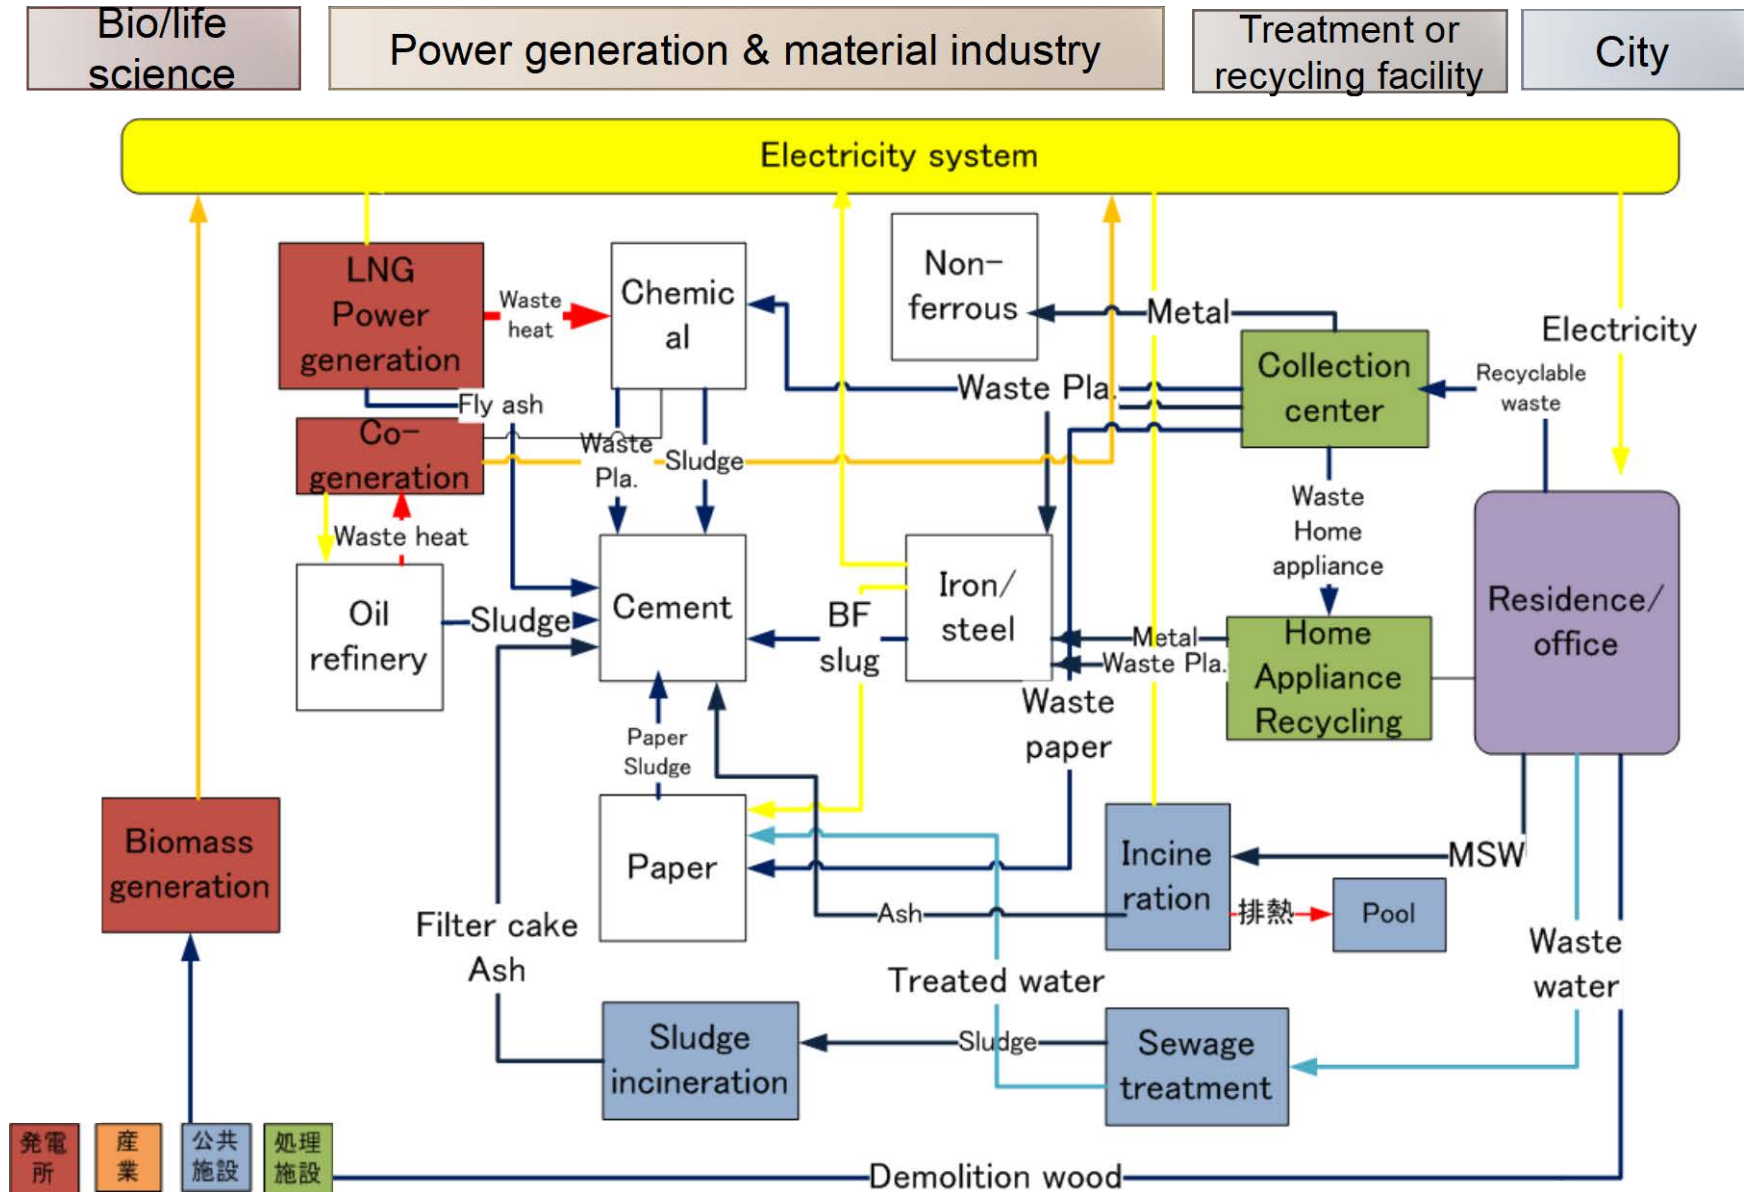 Bio/life
science
Power generation & material industry
Treatment or
recycling facility
City
Electricity system
LNG
Power
generation
Waste
heat
Chemic
al
Non-
ferrous
Metal
Electricity
Collection
center
Recyclable
waste
Waste Pla.
Fly ash
Co-
generation
Waste
Pla.
Sludge
Waste heat
Waste
Home
appliance
Oil
refinery
Sludge
Cement
BF
slug
Iron/
steel
Metal
Waste Pla.
Home
Appliance
Recycling
Residence/
office
Waste
paper
Paper
Sludge
Biomass
generation
Paper
Incine
ration
MSW
Ash
排熱
Pool
Filter cake
Ash
Treated water
Waste
water
Sludge
incineration
Sludge
Sewage
treatment
発電
所
産
業
公共
施設
処理
施設
Demolition wood